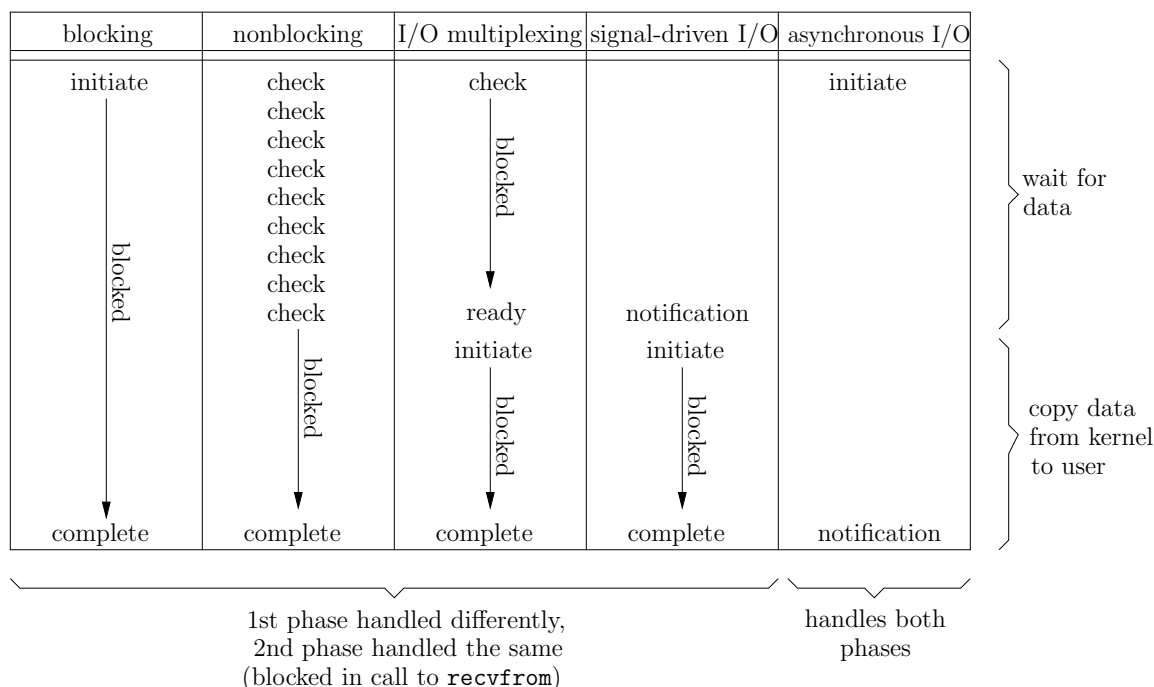 blocking nonblocking I/O multiplexing signal-driven I/O asynchronous I/O
initiate check check initiate
check
check
check
check
check
check
check
check ready notification
initiate initiate
blocked
blocked
blocked
blocked
blocked
complete complete complete complete notification
wait for
data
copy data
from kernel
to user
1st phase handled differently,
2nd phase handled the same
(blocked in call to recvfrom)
handles both
phases